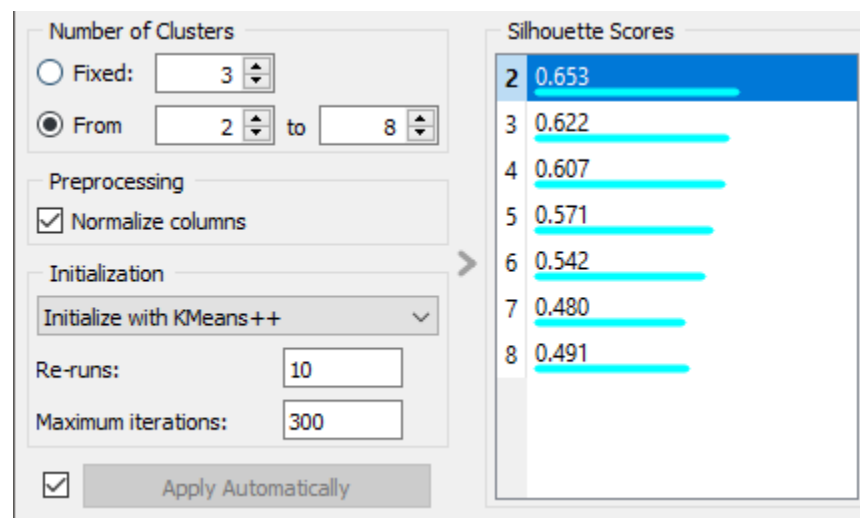 Number of Clusters
Fixed: 3
From 2 to 8
Preprocessing
Normalize columns
Initialization
Initialize with KMeans++
Re-runs: 10
Maximum iterations: 300
Apply Automatically
>
Silhouette Scores
2 0.653
3 0.622
4 0.607
5 0.571
6 0.542
7 0.480
8 0.491